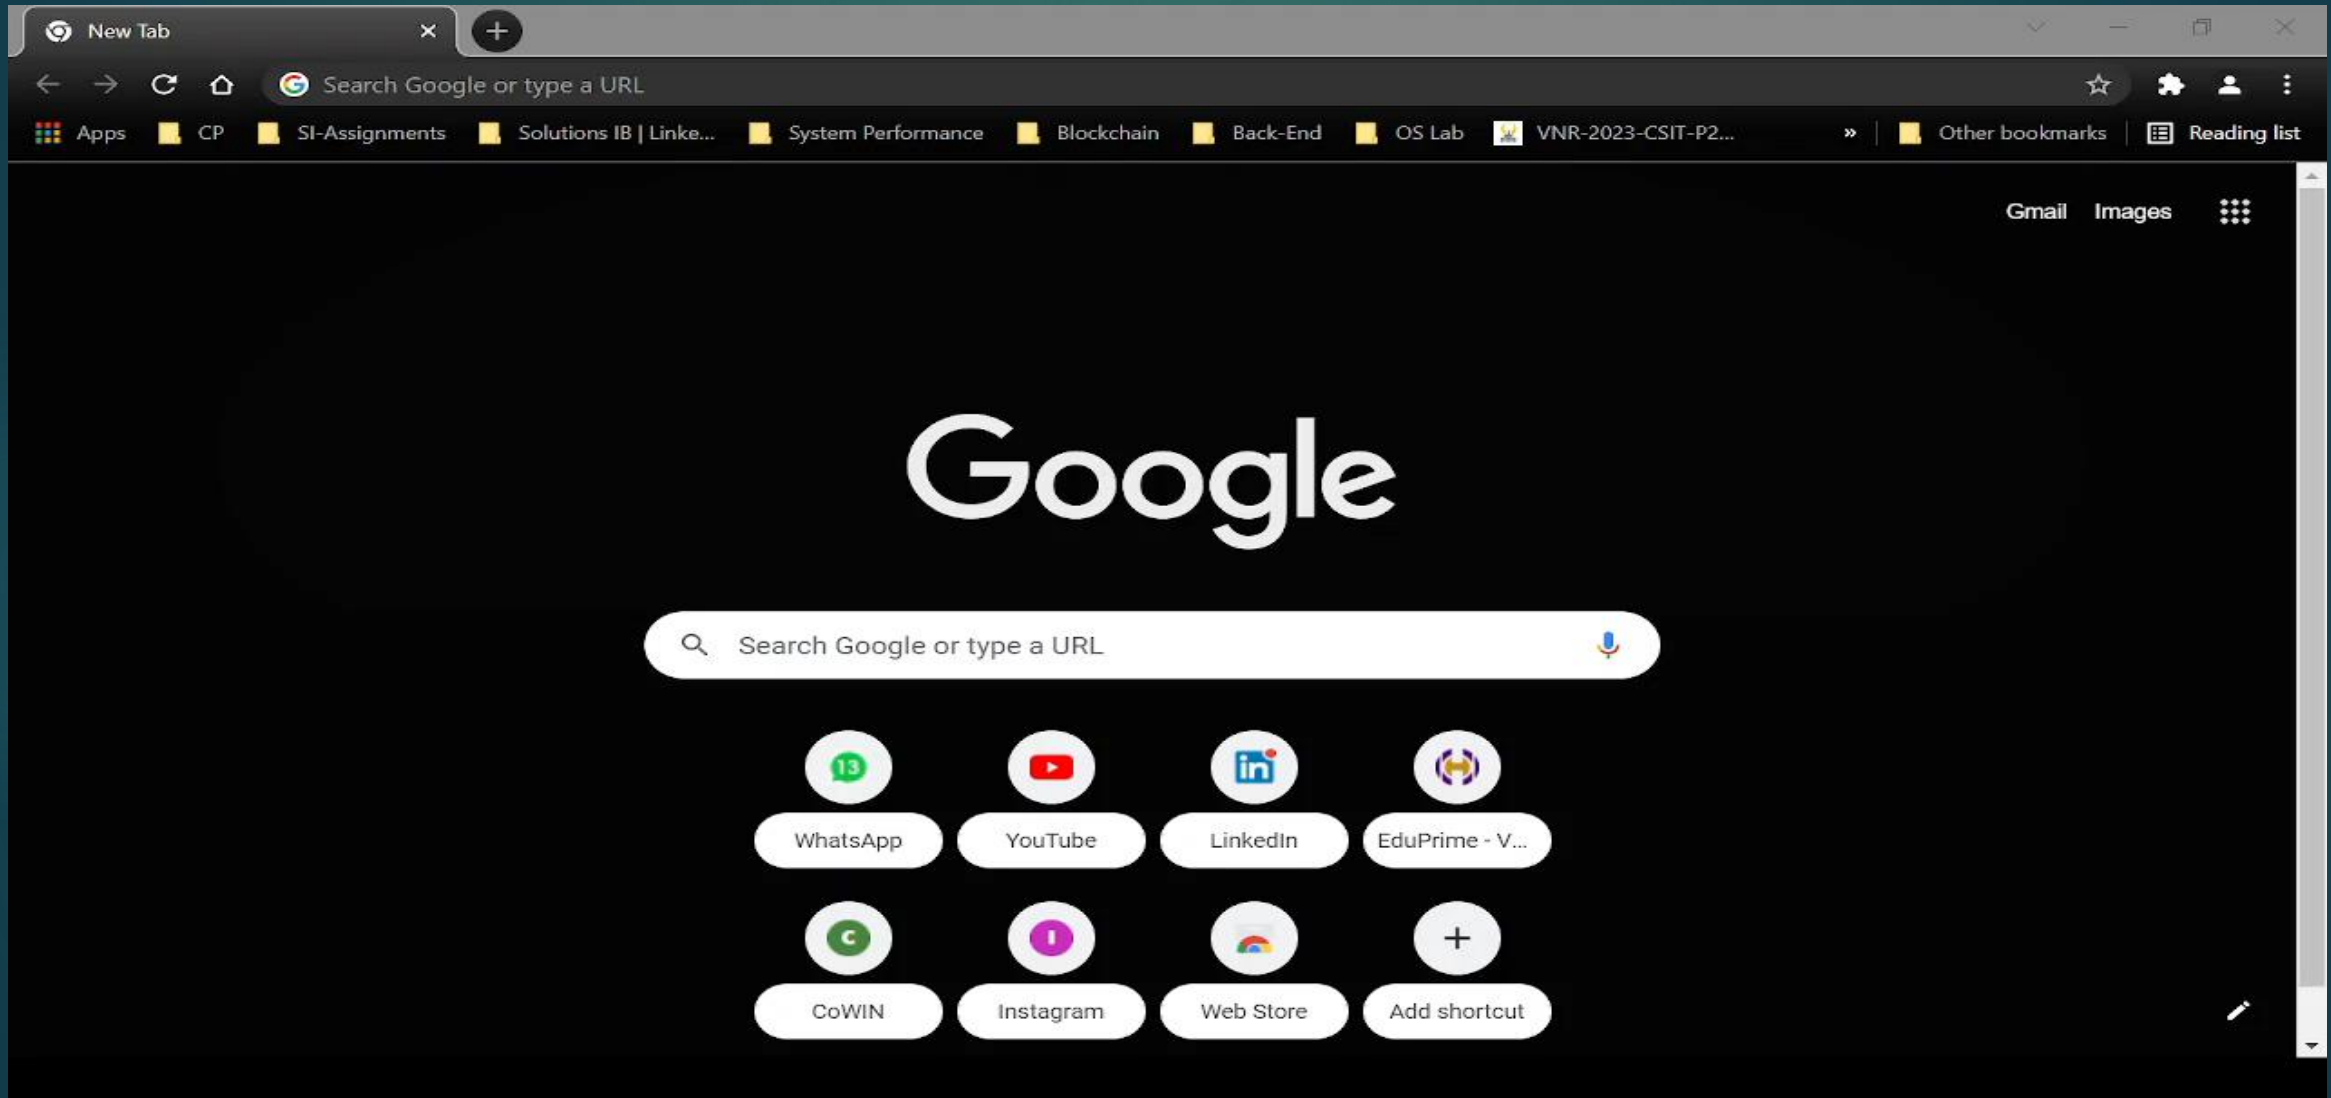 New Tab
Search Google or type a URL
Apps CP SI-Assignments Solutions IB | Linke... System Performance Blockchain Back-End OS Lab VNR-2023-CSIT-P2... » Other bookmarks Reading list
Gmail Images
Google
Search Google or type a URL
13 in
WhatsApp YouTube LinkedIn EduPrime - V...
C I
CoWIN Instagram Web Store Add shortcut